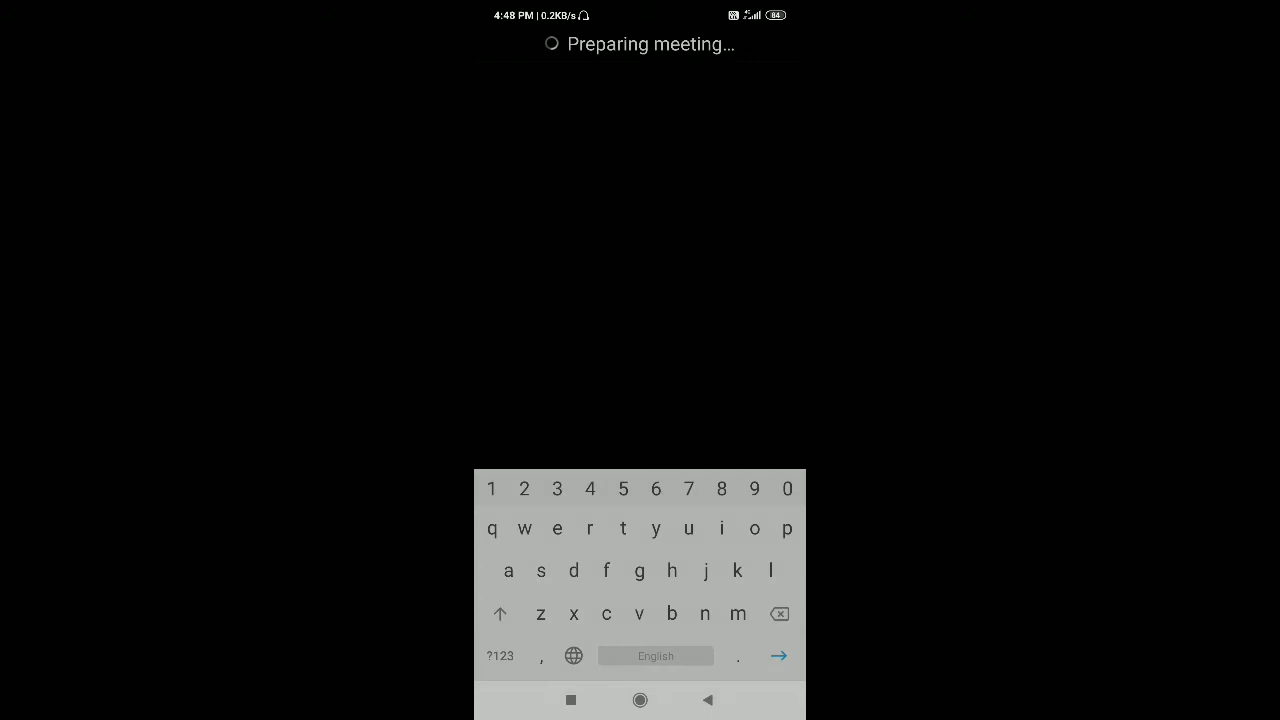 4:48 PM | 0.2KB/s 84
Preparing meeting...
1 2 3 4 5 6 7 8 9 0
q w e r t y u i o p
a s d f g h j k l
z x c v b n m
?123 , English .